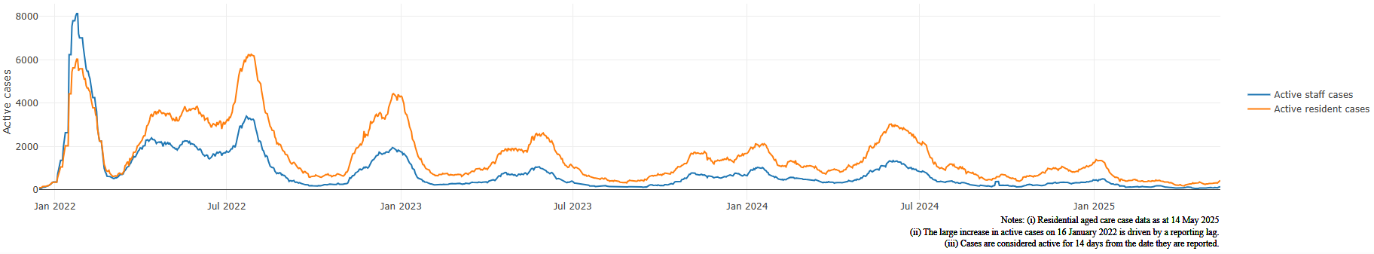 8000
6000
4000
2000
0
Active cases
Jan 2022
Jul 2022
Jan 2023
Jul 2023
Jan 2024
Jul 2024
Jan 2025
Active staff cases
Active resident cases
Notes: (i) Residential aged care case data as at 14 May 2025
(ii) The large increase in active cases on 16 January 2022 is driven by a reporting lag.
(iii) Cases are considered active for 14 days from the date they are reported.